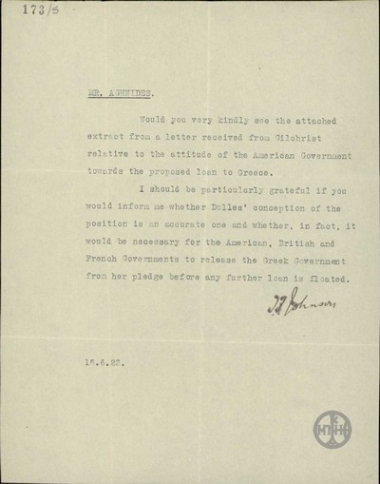 173/5
MR. AGHNIDES.
Would you very kindly see the attached
extract from a letter received from Gilchrist
relative to the attitude of the American Government
towards the proposed loan to Greece.
I should be particularly grateful if you
would inform me whether Dulles' conception of the
position is an accurate one and whether, in fact, it
would be necessary for the American, British and
French Governments to release the Greek Government
from her pledge before any further loan is floated.
Johnson
15.6.23.